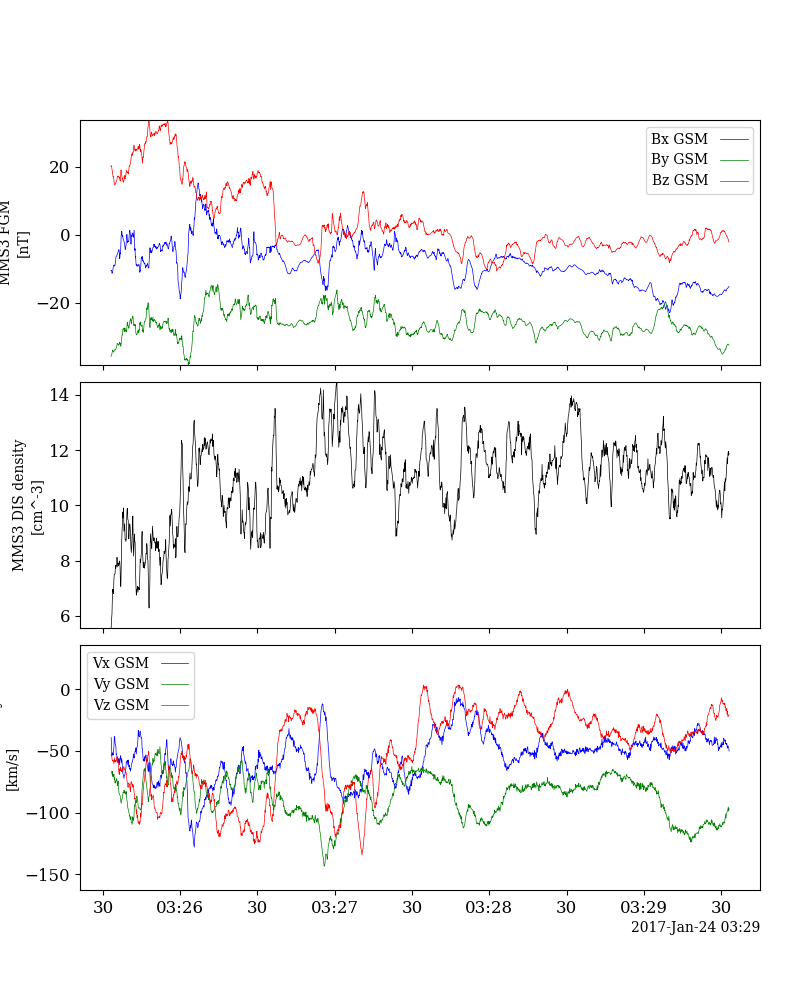 MMS3 FGM
[nT]
20
0
−20
Bx GSM
By GSM
Bz GSM
MMS3 DIS density
[cm^-3]
14
12
10
8
6
[km/s]
0
−50
−100
−150
Vx GSM
Vy GSM
Vz GSM
30 03:26 30 03:27 30 03:28 30 03:29 30
2017-Jan-24 03:29